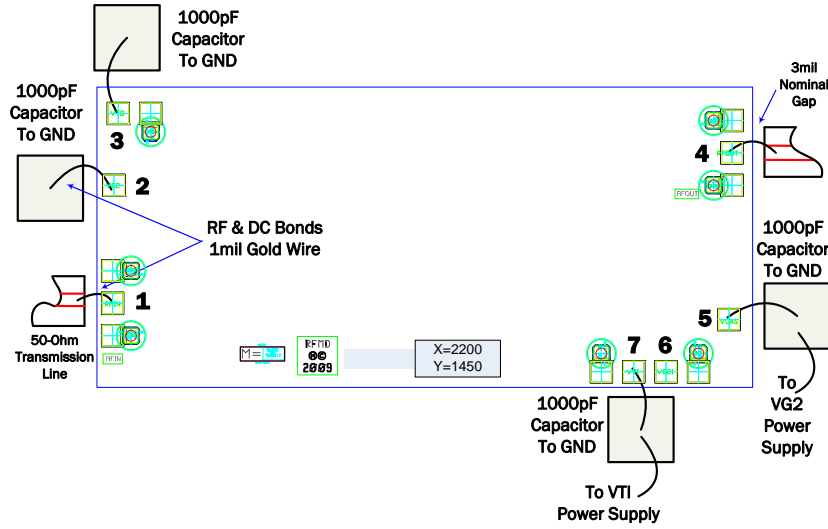 1000pF
Capacitor
To GND
1000pF
Capacitor
To GND
3
2
RF & DC Bonds
1mil Gold Wire
1
RFIN
RFIN
50-Ohm
Transmission
Line
M=
RFMD
®©
2009
X=2200
Y=1450
3mil
Nominal
Gap
4
RFOUT
RFOUT
1000pF
Capacitor
To GND
5
7
6
1000pF
Capacitor
To GND
To VTI
Power Supply
To
VG2
Power
Supply